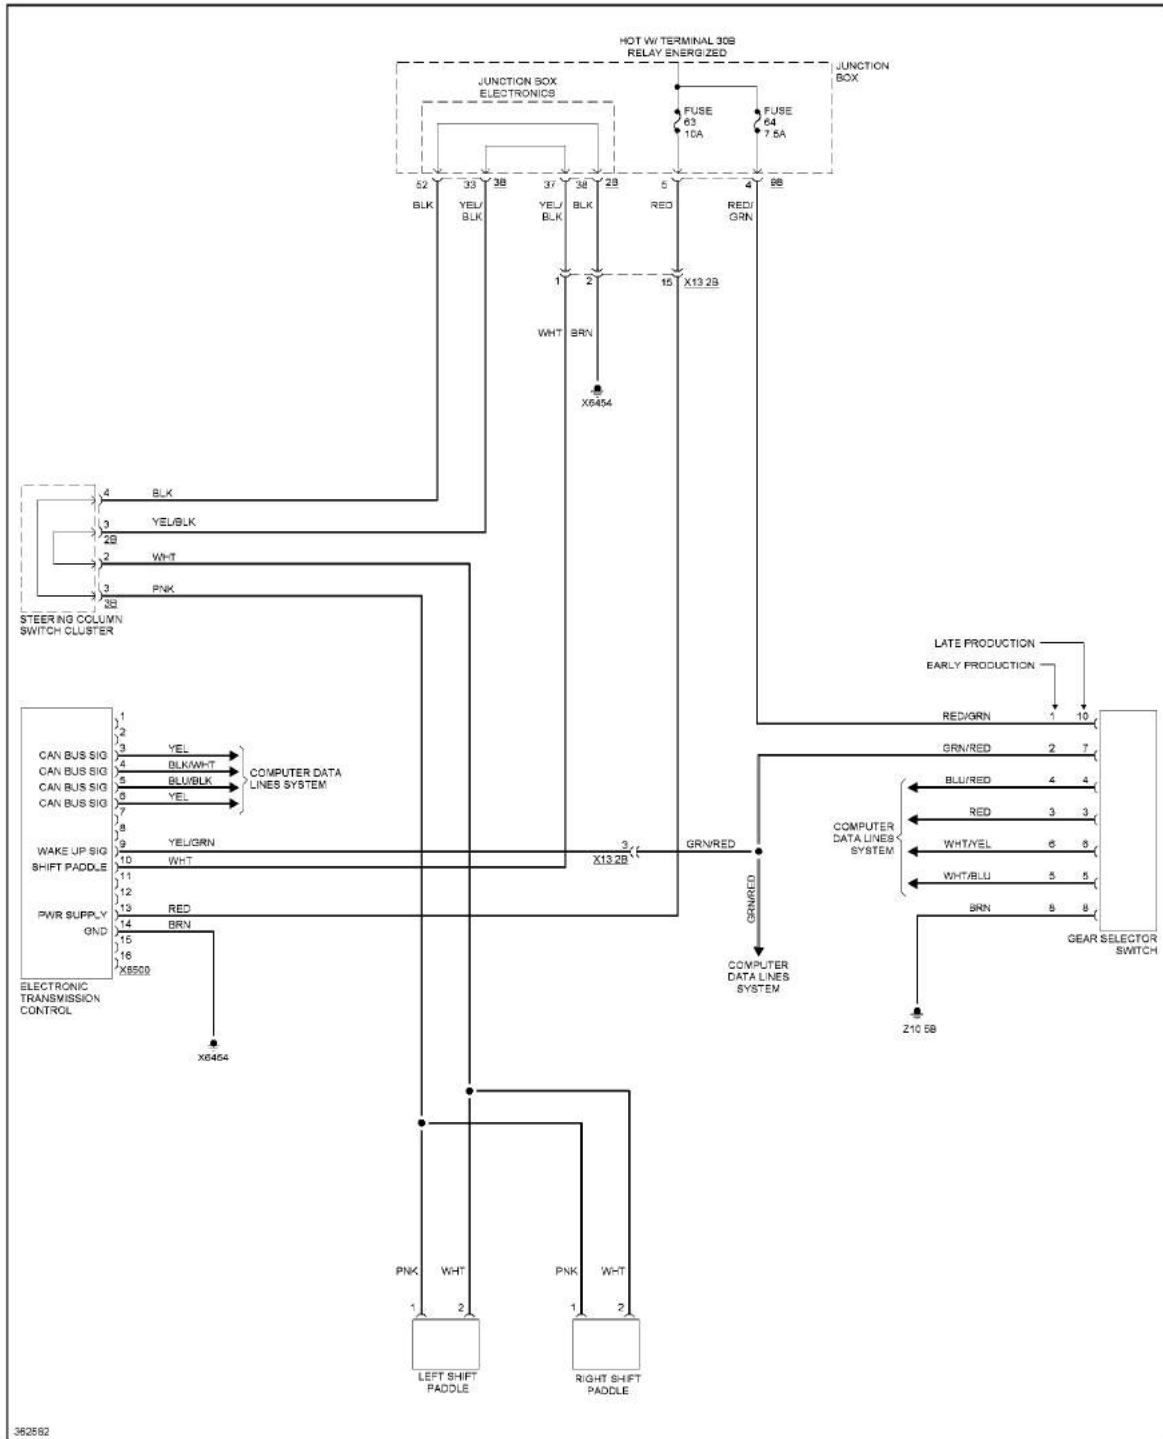 HOT W/ TERMINAL 30B
RELAY ENERGIZED
JUNCTION
BOX
JUNCTION BOX
ELECTRONICS
FUSE
63
10A
FUSE
64
7.5A
52 33 3B 37 38 2B 5 4 9B
BLK YEL/
BLK YEL/
BLK BLK RED RED/
GRN
1 2 15 X13 2B
WHT BRN
X6454
4 BLK
3 YEL/BLK
2B
2 WHT
3 PNK
3B
STEERING COLUMN
SWITCH CLUSTER
LATE PRODUCTION
EARLY PRODUCTION
RED/GRN 1 10
GRN/RED 2 7
BLU/RED 4 4
RED 3 3
WHT/YEL 6 6
WHT/BLU 5 5
BRN 8 8
COMPUTER
DATA LINES
SYSTEM
GEAR SELECTOR
SWITCH
Z10 5B
1
2
CAN BUS SIG 3 YEL
CAN BUS SIG 4 BLK/WHT
CAN BUS SIG 5 BLU/BLK
CAN BUS SIG 6 YEL
COMPUTER DATA
LINES SYSTEM
7
8
WAKE UP SIG 9 YEL/GRN 3 GRN/RED
X13 2B
SHIFT PADDLE 10 WHT
11
12
PWR SUPPLY 13 RED
GND 14 BRN
15
16
X8500
ELECTRONIC
TRANSMISSION
CONTROL
GRN/RED
COMPUTER
DATA LINES
SYSTEM
X6454
PNK WHT PNK WHT
1 2 1 2
LEFT SHIFT
PADDLE
RIGHT SHIFT
PADDLE
362582